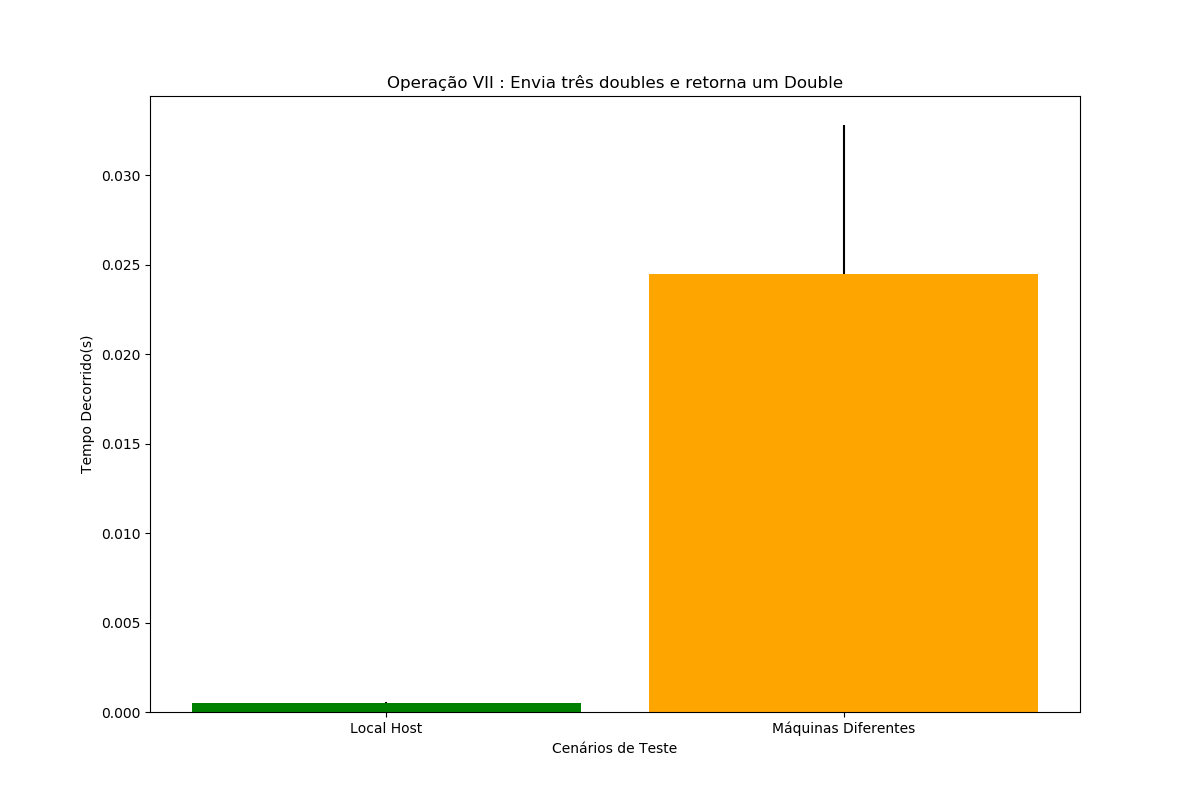 Operação VII : Envia três doubles e retorna um Double
0.030
0.025
0.020
0.015
0.010
0.005
0.000
Tempo Decorrido(s)
Local Host
Máquinas Diferentes
Cenários de Teste